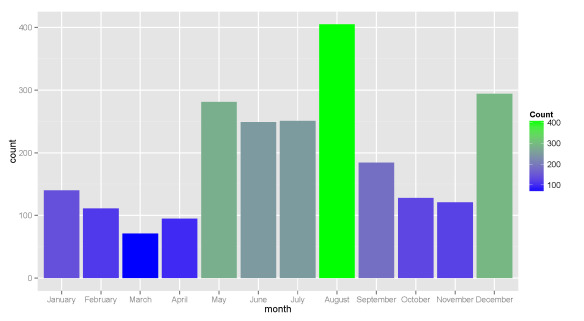 400
300
200
100
0
count
January February March April May June July August September October November December
month
Count
400
300
200
100